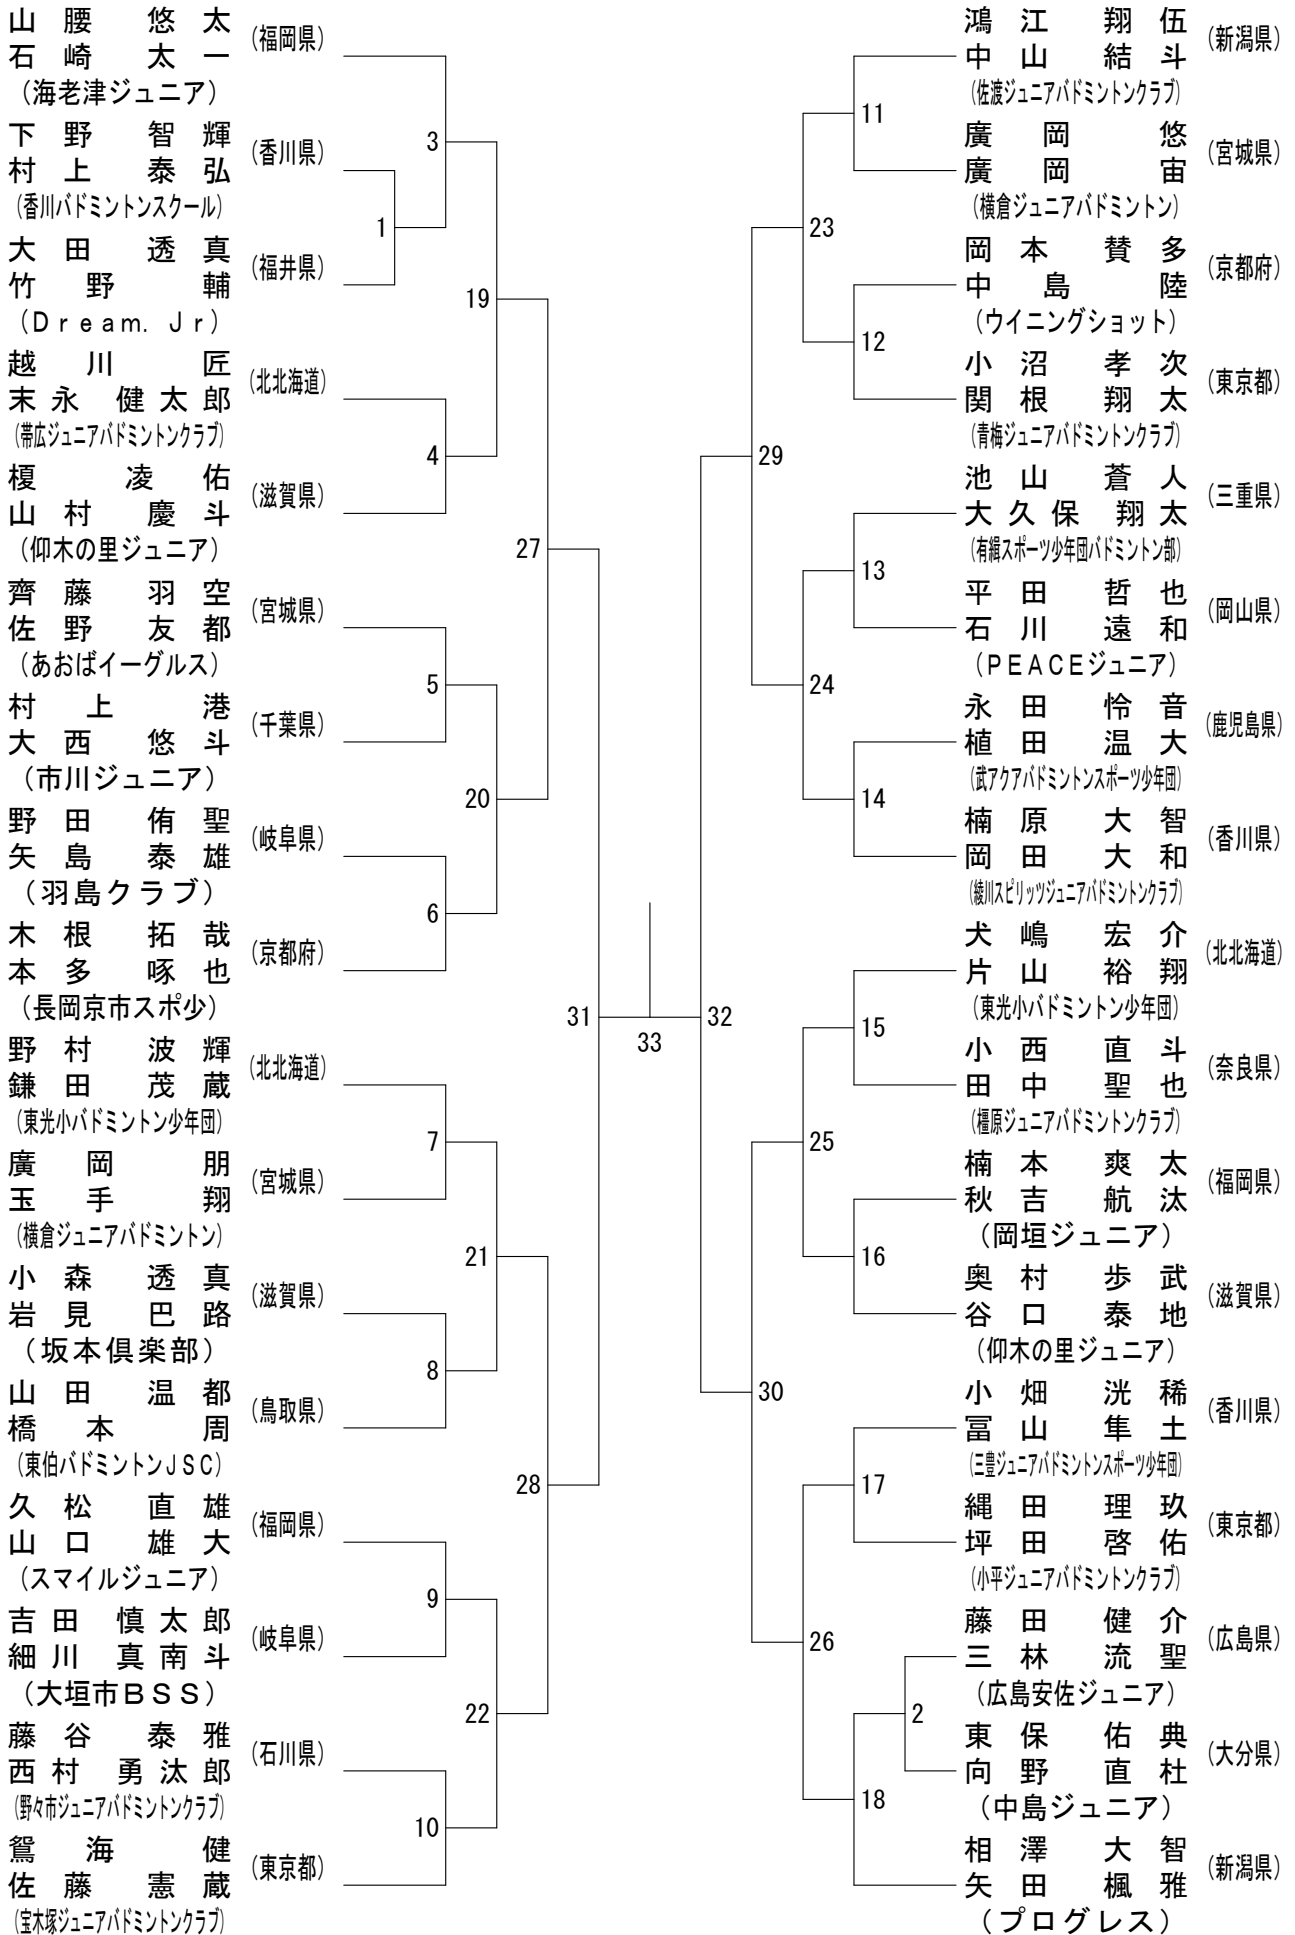 山腰 悠太
石崎 太一
(福岡県)
(海老津ジュニア)
下野 智輝
村上 泰弘
(香川県)
(香川バドミントンスクール)
大田 透真
竹野 輔
(福井県)
(Dream. Jr)
越川 匠
末永 健太郎
(北北海道)
(帯広ジュニアバドミントンクラブ)
榎 凌佑
山村 慶斗
(滋賀県)
(仰木の里ジュニア)
齊藤 羽空
佐野 友都
(宮城県)
(あおばイーグルス)
村上 港
大西 悠斗
(千葉県)
(市川ジュニア)
野田 侑聖
矢島 泰雄
(岐阜県)
(羽島クラブ)
木根 拓哉
本多 啄也
(京都府)
(長岡京市スポ少)
野村 波輝
鎌田 茂蔵
(北北海道)
(東光小バドミントン少年団)
廣岡 朋
玉手 翔
(宮城県)
(横倉ジュニアバドミントン)
小森 透真
岩見 巴路
(滋賀県)
(坂本倶楽部)
山田 温都
橋本 周
(鳥取県)
(東伯バドミントンJSC)
久松 直雄
山口 雄大
(福岡県)
(スマイルジュニア)
吉田 慎太郎
細川 真南斗
(岐阜県)
(大垣市BSS)
藤谷 泰雅
西村 勇汰郎
(石川県)
(野々市ジュニアバドミントンクラブ)
鴛海 健
佐藤 憲蔵
(東京都)
(宝木塚ジュニアバドミントンクラブ)
3
1
19
4
27
5
20
6
31
7
21
8
28
9
22
10
33
32
11
23
12
29
13
24
14
15
25
16
30
17
26
2
18
鴻江 翔伍
中山 結斗
(新潟県)
(佐渡ジュニアバドミントンクラブ)
廣岡 悠
廣岡 宙
(宮城県)
(横倉ジュニアバドミントン)
岡本 賛多
中島 陸
(京都府)
(ウイニングショット)
小沼 孝次
関根 翔太
(東京都)
(青梅ジュニアバドミントンクラブ)
池山 蒼人
大久保 翔太
(三重県)
(有緝スポーツ少年団バドミントン部)
平田 哲也
石川 遠和
(岡山県)
(PEACEジュニア)
永田 怜音
植田 温大
(鹿児島県)
(武アクアバドミントンスポーツ少年団)
楠原 大智
岡田 大和
(香川県)
(綾川スピリッツジュニアバドミントンクラブ)
犬嶋 宏介
片山 裕翔
(北北海道)
(東光小バドミントン少年団)
小西 直斗
田中 聖也
(奈良県)
(橿原ジュニアバドミントンクラブ)
楠本 爽太
秋吉 航汰
(福岡県)
(岡垣ジュニア)
奥村 歩武
谷口 泰地
(滋賀県)
(仰木の里ジュニア)
小畑 洸稀
冨山 隼土
(香川県)
(三豊ジュニアバドミントンスポーツ少年団)
縄田 理玖
坪田 啓佑
(東京都)
(小平ジュニアバドミントンクラブ)
藤田 健介
三林 流聖
(広島県)
(広島安佐ジュニア)
東保 佑典
向野 直杜
(大分県)
(中島ジュニア)
相澤 大智
矢田 楓雅
(新潟県)
(プログレス)